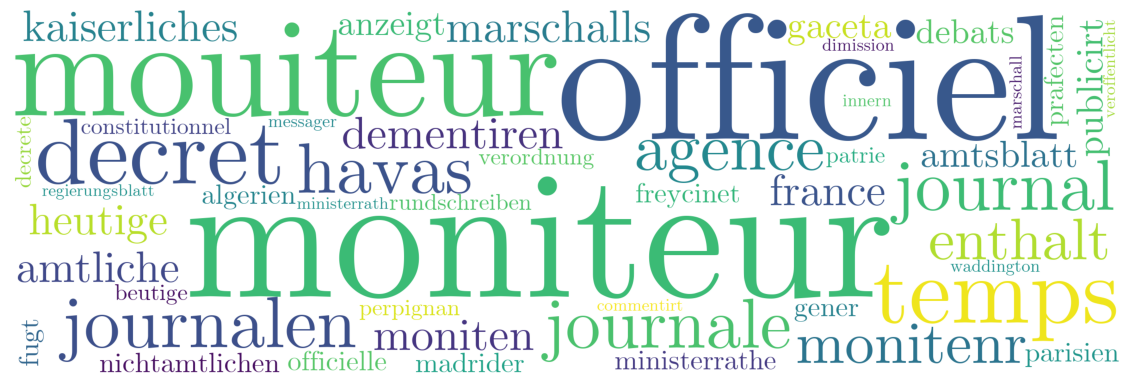 kaiserliches
anzeigt
marschalls
officiel
gaceta
dimission
debats
marschall
prafecten
publicirt
veroffentlicht
mouiteur
innern
decrete
constitutionnel
messager
dementiren
decret
havas
verordnung
agence
patrie
amtsblatt
regierungsblatt
algerien
ministerrath
rundschreiben
freycinet
france
journal
heutige
moniteur
enthalt
amtliche
waddington
beutige
temps
journalen
perpignan
commentirt
gener
moniten
journale
monitenr
fugt
nichtamtlichen
officielle
madrider
ministerrathe
parisien